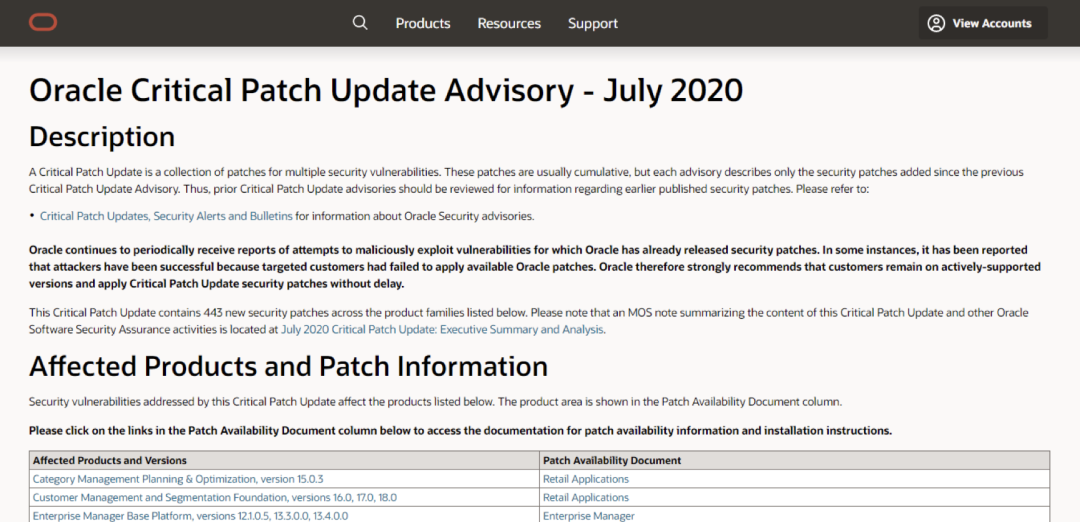 Products Resources Support View Accounts
Oracle Critical Patch Update Advisory - July 2020
Description
A Critical Patch Update is a collection of patches for multiple security vulnerabilities. These patches are usually cumulative, but each advisory describes only the security patches added since the previous
Critical Patch Update Advisory. Thus, prior Critical Patch Update advisories should be reviewed for information regarding earlier published security patches. Please refer to:
• Critical Patch Updates, Security Alerts and Bulletins for information about Oracle Security advisories.
Oracle continues to periodically receive reports of attempts to maliciously exploit vulnerabilities for which Oracle has already released security patches. In some instances, it has been reported
that attackers have been successful because targeted customers had failed to apply available Oracle patches. Oracle therefore strongly recommends that customers remain on actively-supported
versions and apply Critical Patch Update security patches without delay.
This Critical Patch Update contains 443 new security patches across the product families listed below. Please note that an MOS note summarizing the content of this Critical Patch Update and other Oracle
Software Security Assurance activities is located at July 2020 Critical Patch Update: Executive Summary and Analysis.
Affected Products and Patch Information
Security vulnerabilities addressed by this Critical Patch Update affect the products listed below. The product area is shown in the Patch Availability Document column.
Please click on the links in the Patch Availability Document column below to access the documentation for patch availability information and installation instructions.
Affected Products and Versions Patch Availability Document
Category Management Planning & Optimization, version 15.0.3 Retail Applications
Customer Management and Segmentation Foundation, versions 16.0, 17.0, 18.0 Retail Applications
Enterprise Manager Base Platform, versions 12.1.0.5, 13.3.0.0, 13.4.0.0 Enterprise Manager